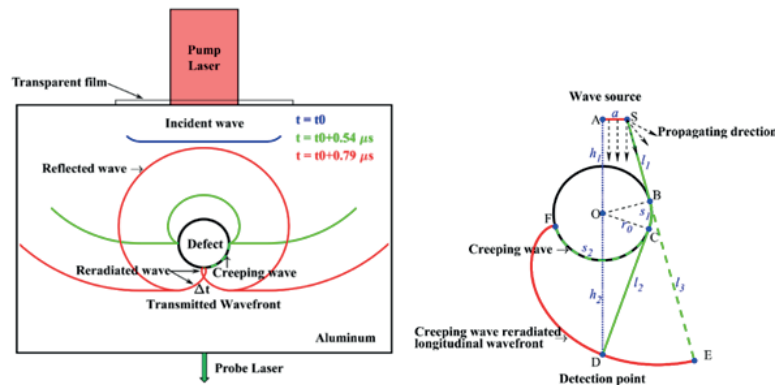 Pump
Laser
Transparent film
Incident wave
t = t0
t = t0+0.54 μs
t = t0+0.79 μs
Reflected wave
Defect
Reradiated wave
Creeping wave
Δt
Transmitted Wavefront
Aluminum
Probe Laser
Wave source
A
a
S
Propagating direction
h₁
l₁
B
O
s₁
r₀
F
C
Creeping wave
s₂
h₂
l₂
l₃
Creeping wave reradiated
longitudinal wavefront
D
E
Detection point